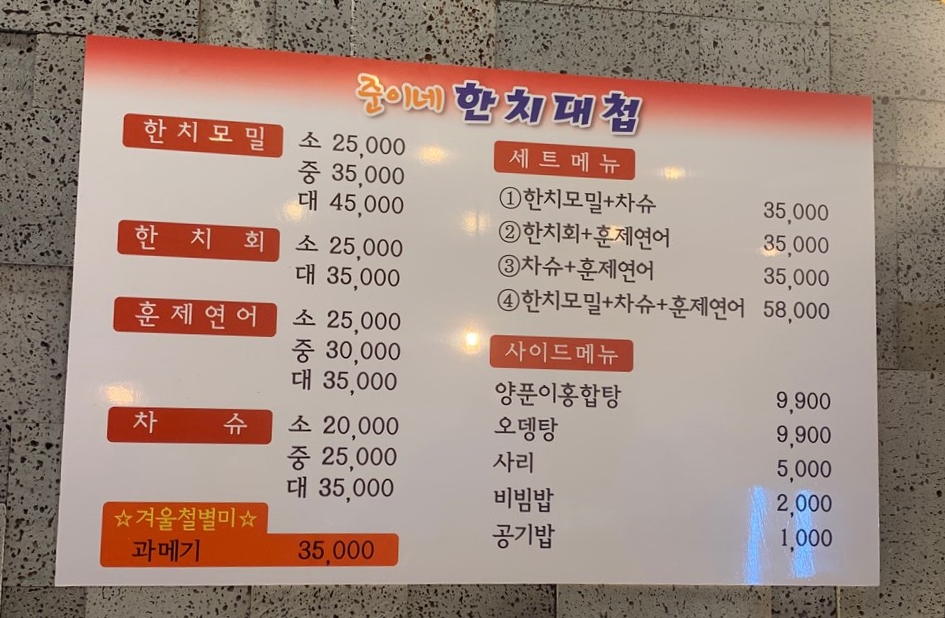 준이네 한치대첩
한치모밀 소 25,000
중 35,000
대 45,000
한치회 소 25,000
대 35,000
훈제연어 소 25,000
중 30,000
대 35,000
차슈 소 20,000
중 25,000
대 35,000
☆겨울철별미☆
과메기 35,000
세트메뉴
①한치모밀+차슈 35,000
②한치회+훈제연어 35,000
③차슈+훈제연어 35,000
④한치모밀+차슈+훈제연어 58,000
사이드메뉴
양푼이홍합탕 9,900
오뎅탕 9,900
사리 5,000
비빔밥 2,000
공기밥 1,000